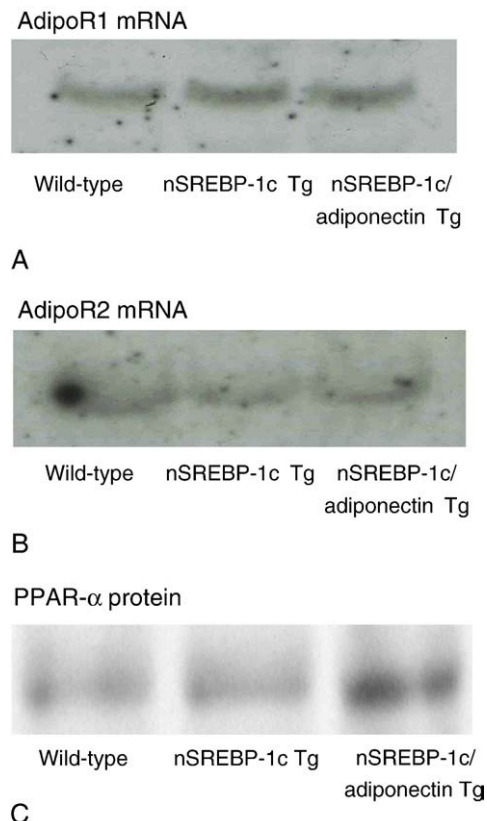 AdipoR1 mRNA
Wild-type nSREBP-1c Tg nSREBP-1c/
adiponectin Tg
A
AdipoR2 mRNA
Wild-type nSREBP-1c Tg nSREBP-1c/
adiponectin Tg
B
PPAR-α protein
Wild-type nSREBP-1c Tg nSREBP-1c/
adiponectin Tg
C